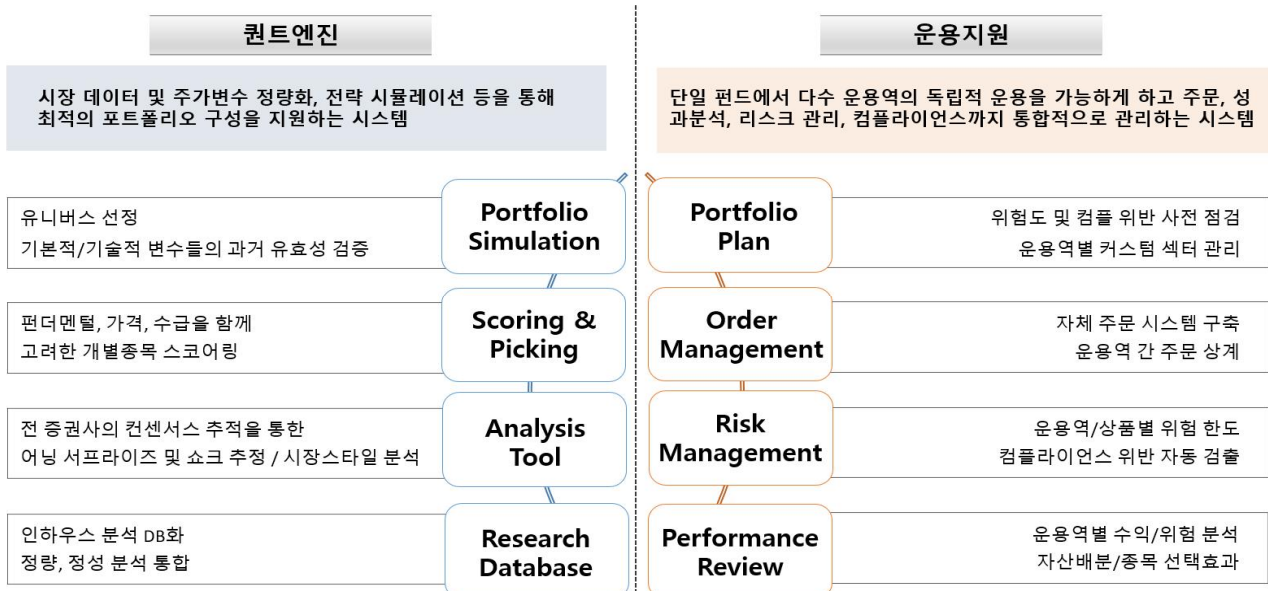 퀀트엔진
시장 데이터 및 주가변수 정량화, 전략 시뮬레이션 등을 통해
최적의 포트폴리오 구성을 지원하는 시스템
유니버스 선정
기본적/기술적 변수들의 과거 유효성 검증
Portfolio
Simulation
펀더멘털, 가격, 수급을 함께
고려한 개별종목 스코어링
Scoring &
Picking
전 증권사의 컨센서스 추적을 통한
어닝 서프라이즈 및 쇼크 추정 / 시장스타일 분석
Analysis
Tool
인하우스 분석 DB화
정량, 정성 분석 통합
Research
Database
운용지원
단일 펀드에서 다수 운용역의 독립적 운용을 가능하게 하고 주문, 성
과분석, 리스크 관리, 컴플라이언스까지 통합적으로 관리하는 시스템
Portfolio
Plan
위험도 및 컴플 위반 사전 점검
운용역별 커스텀 섹터 관리
Order
Management
자체 주문 시스템 구축
운용역 간 주문 상계
Risk
Management
운용역/상품별 위험 한도
컴플라이언스 위반 자동 검출
Performance
Review
운용역별 수익/위험 분석
자산배분/종목 선택효과